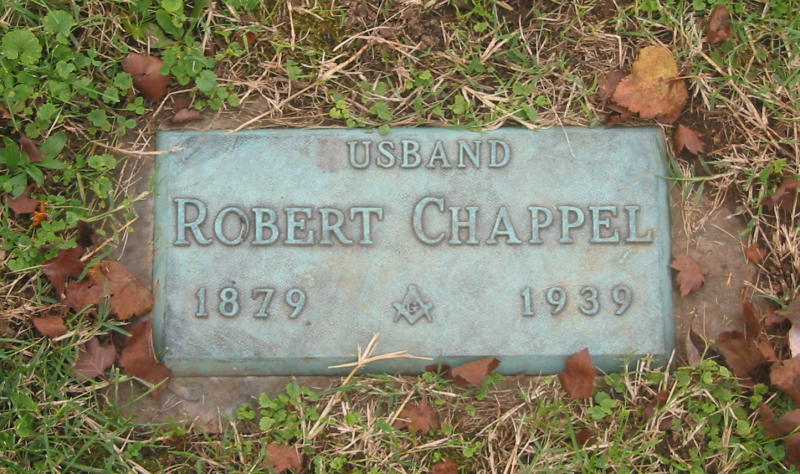 USBAND
ROBERT CHAPPEL
1879 G 1939